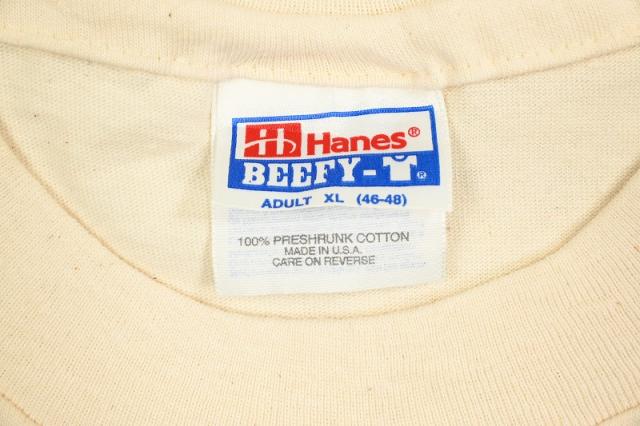 Hanes®
BEEFY-T®
ADULT XL (46-48)
100% PRESHRUNK COTTON
MADE IN U.S.A.
CARE ON REVERSE